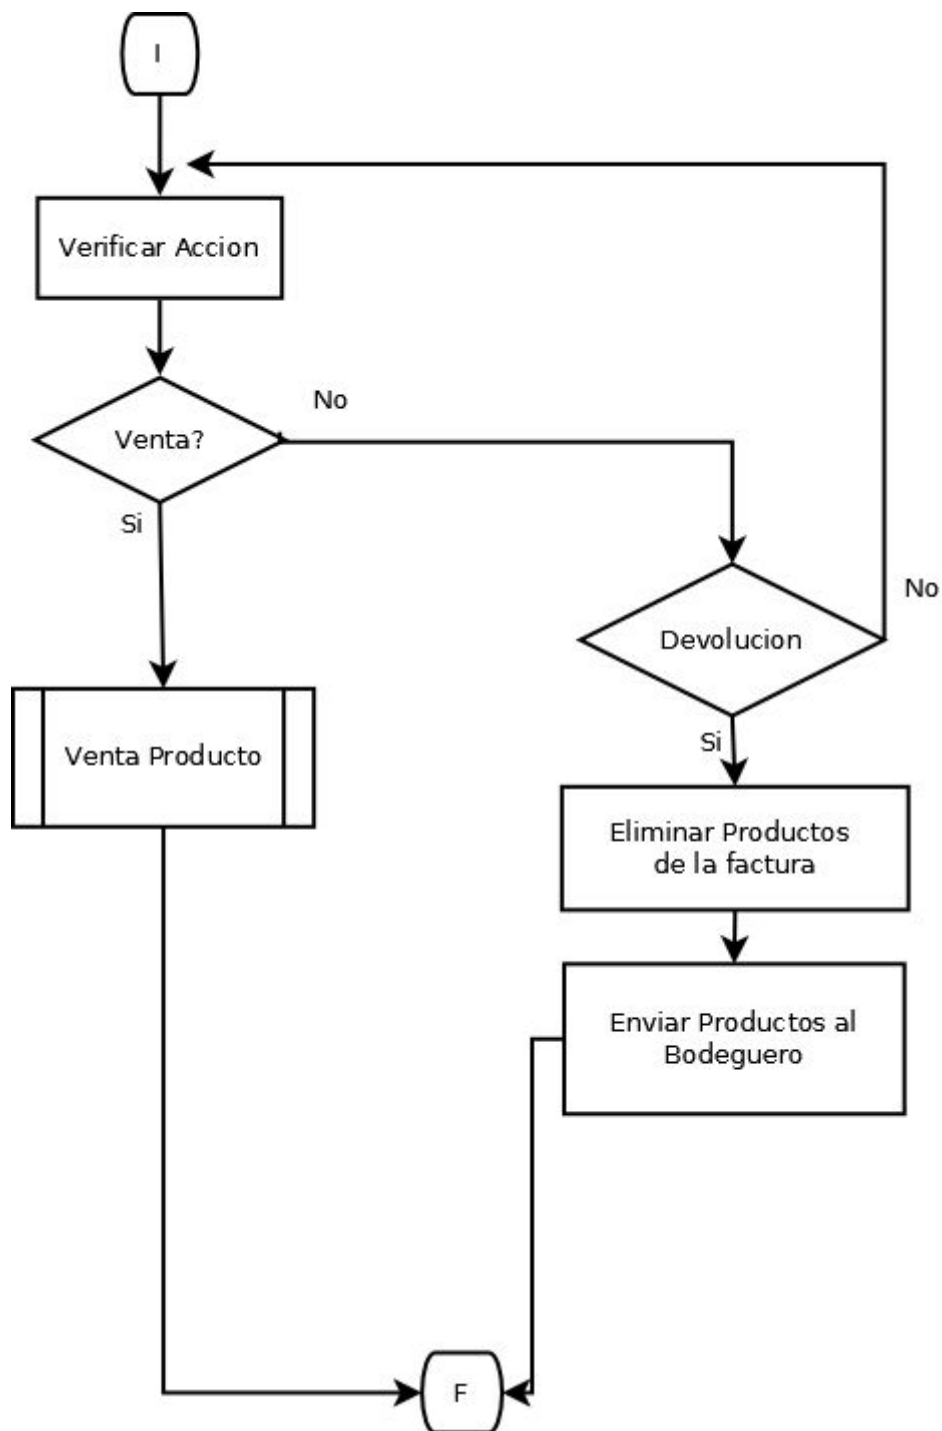 I
Verificar Accion
Venta?
No
Si
No
Devolucion
Si
Venta Producto
Eliminar Productos
de la factura
Enviar Productos al
Bodeguero
F